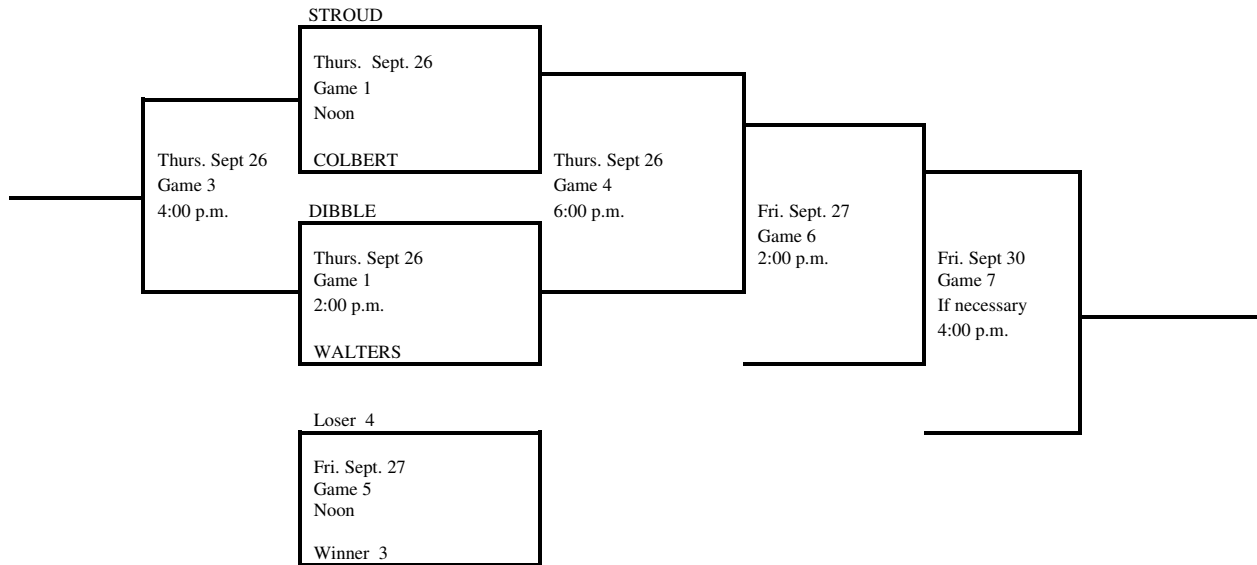 STROUD
Thurs. Sept. 26
Game 1
Noon
COLBERT
Thurs. Sept 26
Game 3
4:00 p.m.
DIBBLE
Thurs. Sept 26
Game 1
2:00 p.m.
WALTERS
Thurs. Sept 26
Game 4
6:00 p.m.
Fri. Sept. 27
Game 6
2:00 p.m.
Fri. Sept 30
Game 7
If necessary
4:00 p.m.
Loser 4
Fri. Sept. 27
Game 5
Noon
Winner 3